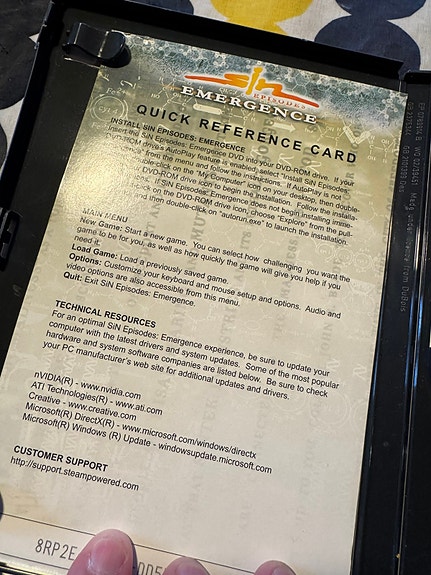 SiN EPISODES
EMERGENCE
QUICK REFERENCE CARD
INSTALL SIN EPISODES: EMERGENCE
Insert the SiN Episodes: Emergence DVD into your DVD-ROM drive. If your
DVD-ROM drive's AutoPlay feature is enabled, select "Install SiN Episodes:
from the menu and follow the instructions. If AutoPlay is not
double-click on the "My Computer" icon on your desktop, then double-
DVD-ROM drive icon to begin the installation. Follow the installa-
If SiN Episodes: Emergence does not begin installing imme-
click on the DVD-ROM drive icon, choose "Explore" from the pull-
and then double-click on "autorun.exe" to launch the installation.
MAIN MENU
New Game: Start a new game. You can select how challenging you want the
game to be for you, as well as how quickly the game will give you help if you
need it.
Load Game: Load a previously saved game.
Options: Customize your keyboard and mouse setup and options. Audio and
video options are also accessible from this menu.
Quit: Exit SiN Episodes: Emergence.
TECHNICAL RESOURCES
For an optimal SiN Episodes: Emergence experience, be sure to update your
computer with the latest drivers and system updates. Some of the most popular
hardware and system software companies are listed below. Be sure to check
your PC manufacturer's web site for additional updates and drivers.
nVIDIA(R) - www.nvidia.com
ATI Technologies(R) - www.ati.com
Creative - www.creative.com
Microsoft(R) DirectX(R) - www.microsoft.com/windows/directx
Microsoft(R) Windows (R) Update - windowsupdate.microsoft.com
CUSTOMER SUPPORT
http://support.steampowered.com
8RP2E